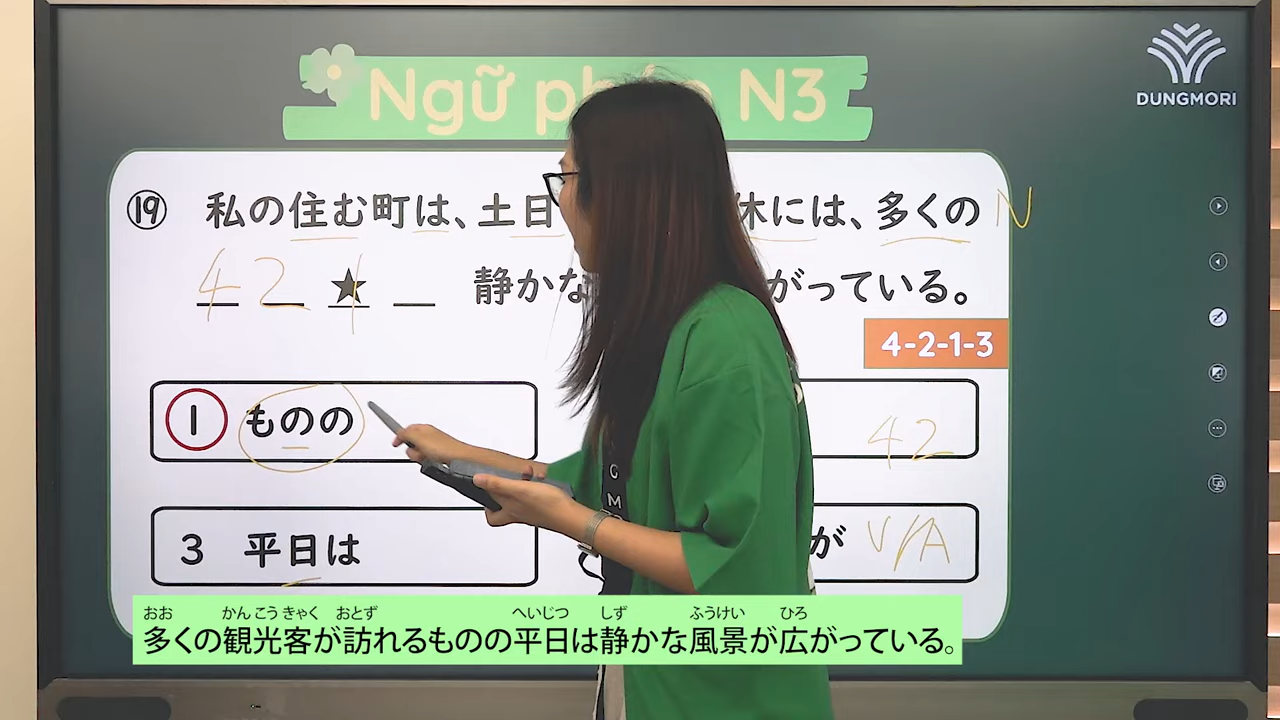 DUNGMORI
Ngữ N3
⑲ 私の住む町は、土日 休には、多くの N
4 2 ★ 1 静かな がっている。
4-2-1-3
① ものの
42
3 平日は
が V/A
C M
おお かんこうきゃく おとず へいじつ しず ふうけい ひろ
多くの観光客が訪れるものの平日は静かな風景が広がっている。